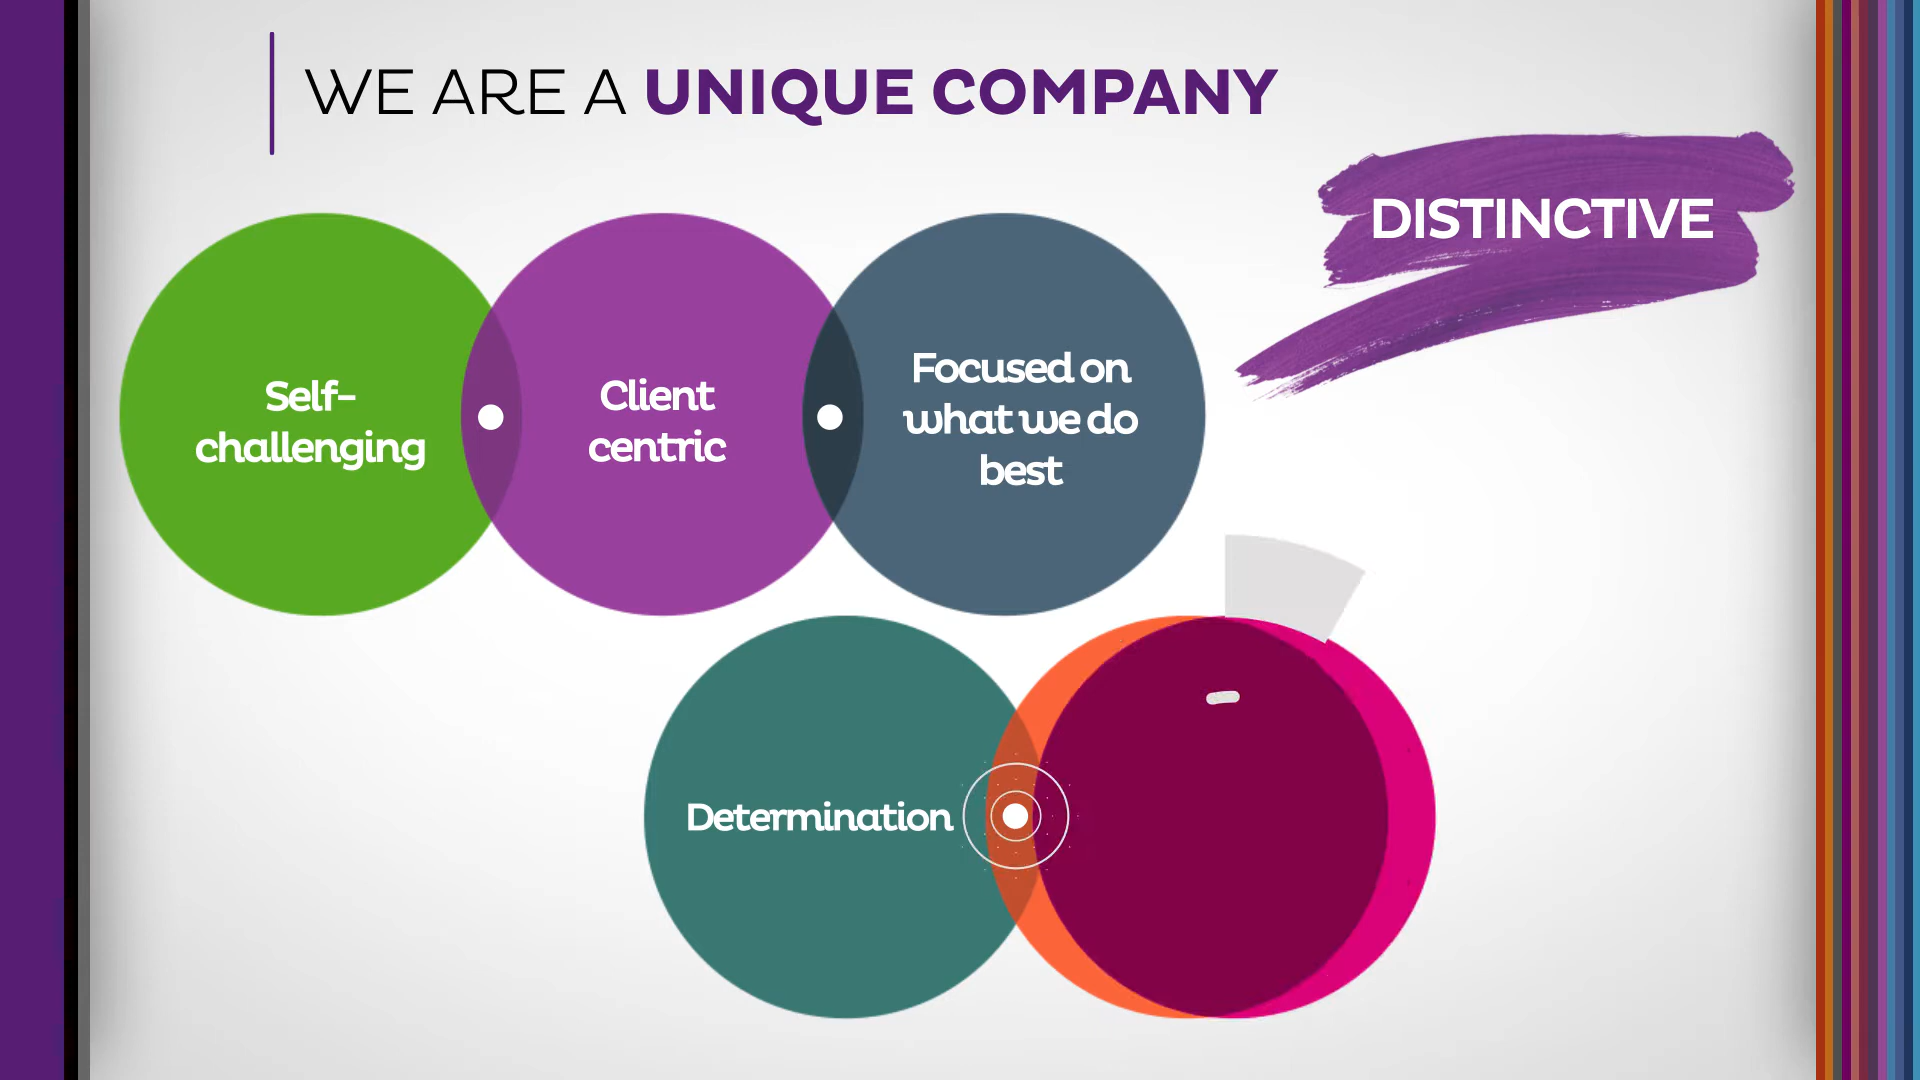 WE ARE A UNIQUE COMPANY
DISTINCTIVE
Self-
challenging
Client
centric
Focused on
what we do
best
Determination